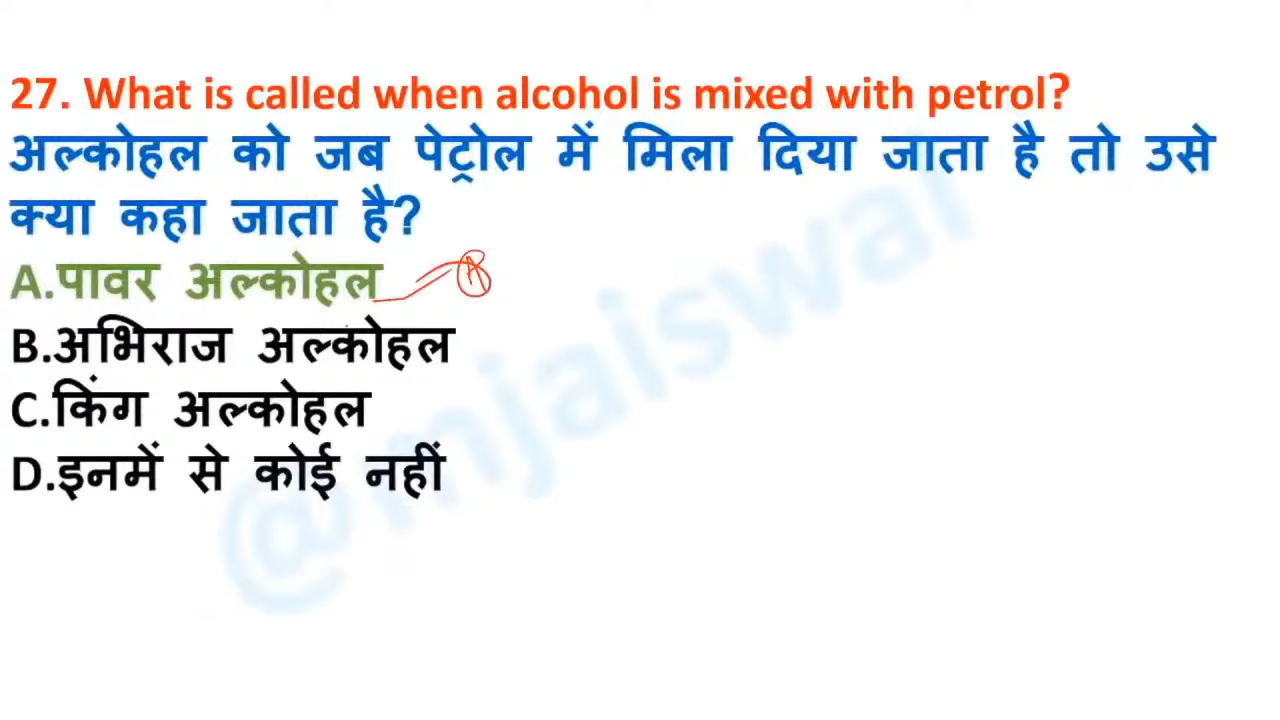 27. What is called when alcohol is mixed with petrol?
अल्कोहल को जब पेट्रोल में मिला दिया जाता है तो उसे
क्या कहा जाता है?
A.पावर अल्कोहल A
B.अभिराज अल्कोहल
C.किंग अल्कोहल
D.इनमें से कोई नहीं
@mjaiswal